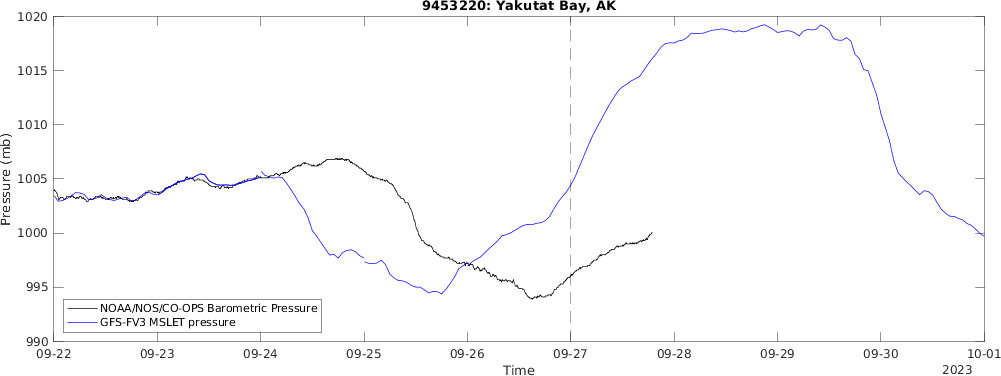 9453220: Yakutat Bay, AK
1020
1015
1010
1005
1000
995
990
Pressure (mb)
NOAA/NOS/CO-OPS Barometric Pressure
GFS-FV3 MSLET pressure
09-22 09-23 09-24 09-25 09-26 09-27 09-28 09-29 09-30 10-01
Time
2023